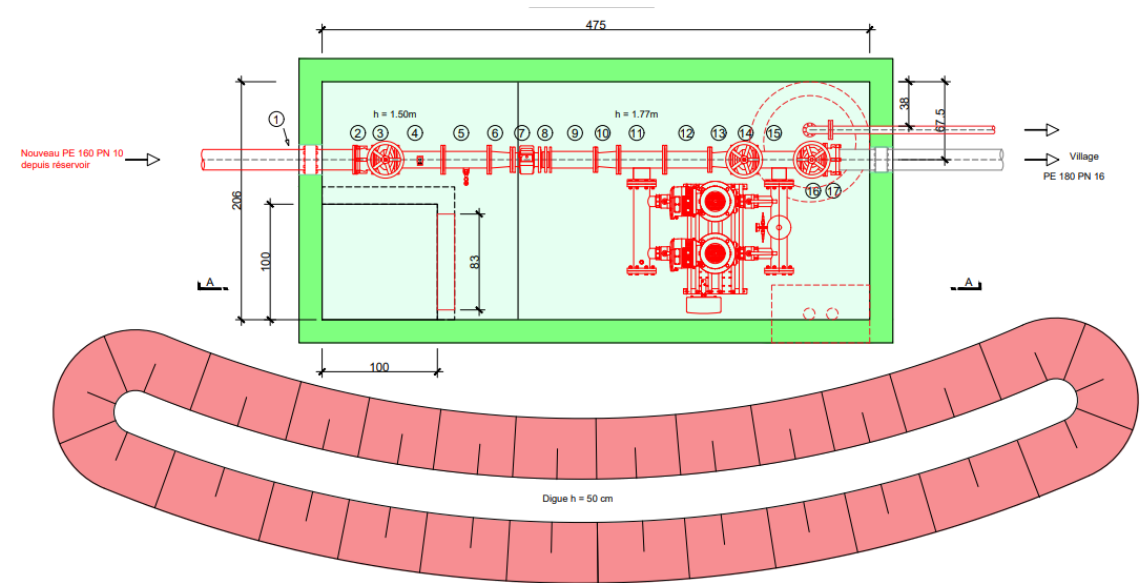 475
h = 1.50m
h = 1.77m
38
67.5
1
2
3
4
5
6
7
8
9
10
11
12
13
14
15
Nouveau PE 160 PN 10
depuis réservoir
Village
PE 180 PN 16
16
17
206
100
83
A
A
100
Digue h = 50 cm